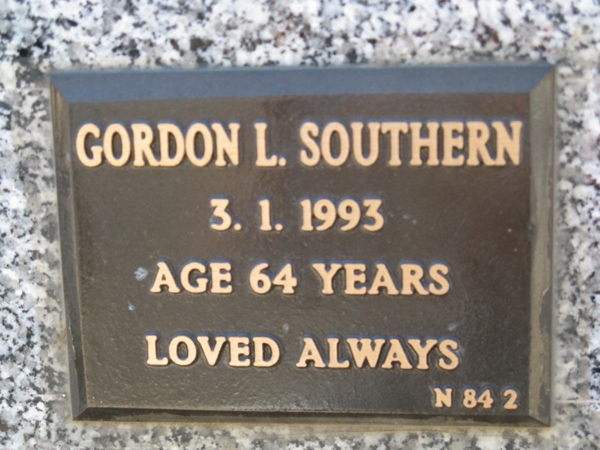 GORDON L. SOUTHERN
3. 1. 1993
AGE 64 YEARS
LOVED ALWAYS
N 84 2